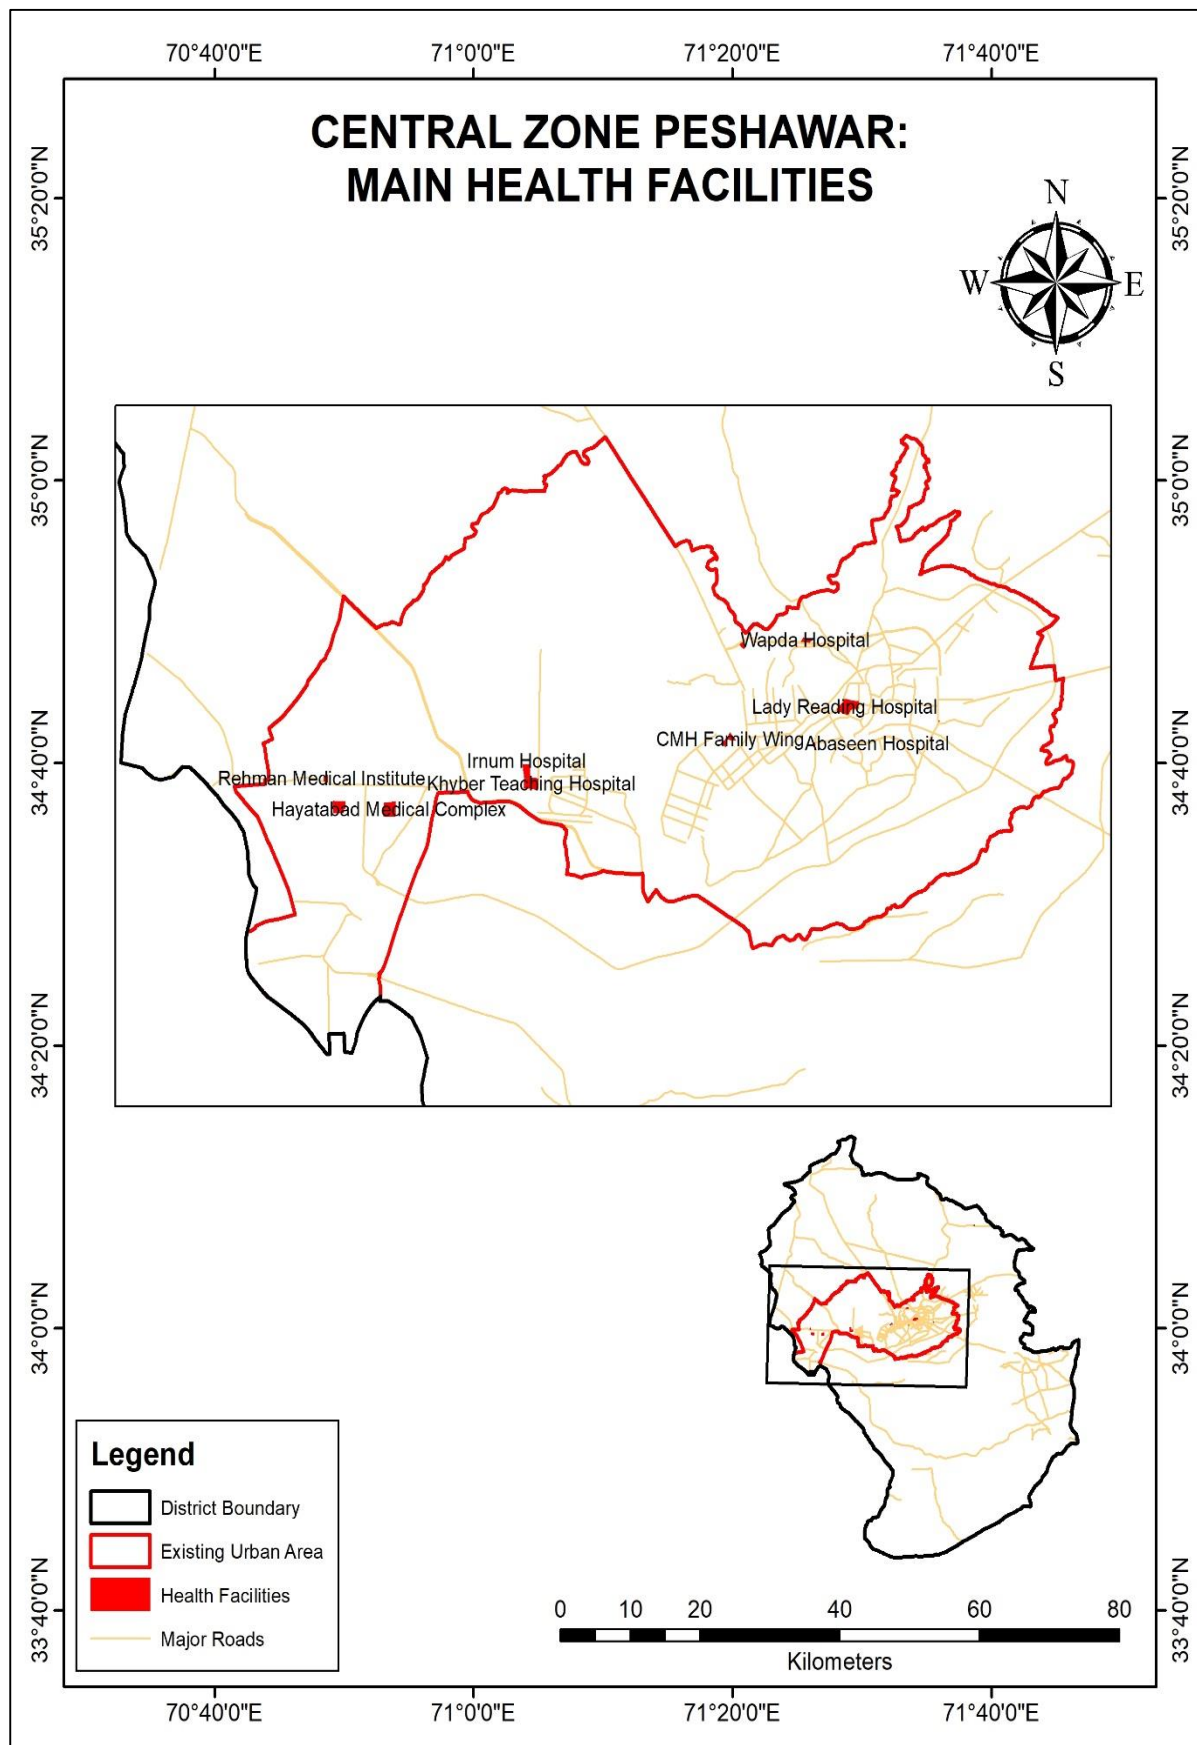 70°40'0"E 71°0'0"E 71°20'0"E 71°40'0"E
CENTRAL ZONE PESHAWAR:
MAIN HEALTH FACILITIES
35°20'0"N 35°20'0"N
N
W E
S
35°0'0"N 35°0'0"N
Wapda Hospital
Lady Reading Hospital
CMH Family Wing Abaseen Hospital
34°40'0"N 34°40'0"N
Irnum Hospital
Rehman Medical Institute Khyber Teaching Hospital
Hayatabad Medical Complex
34°20'0"N 34°20'0"N
34°0'0"N 34°0'0"N
Legend
District Boundary
Existing Urban Area
Health Facilities
Major Roads
0 10 20 40 60 80
Kilometers
33°40'0"N 33°40'0"N
70°40'0"E 71°0'0"E 71°20'0"E 71°40'0"E